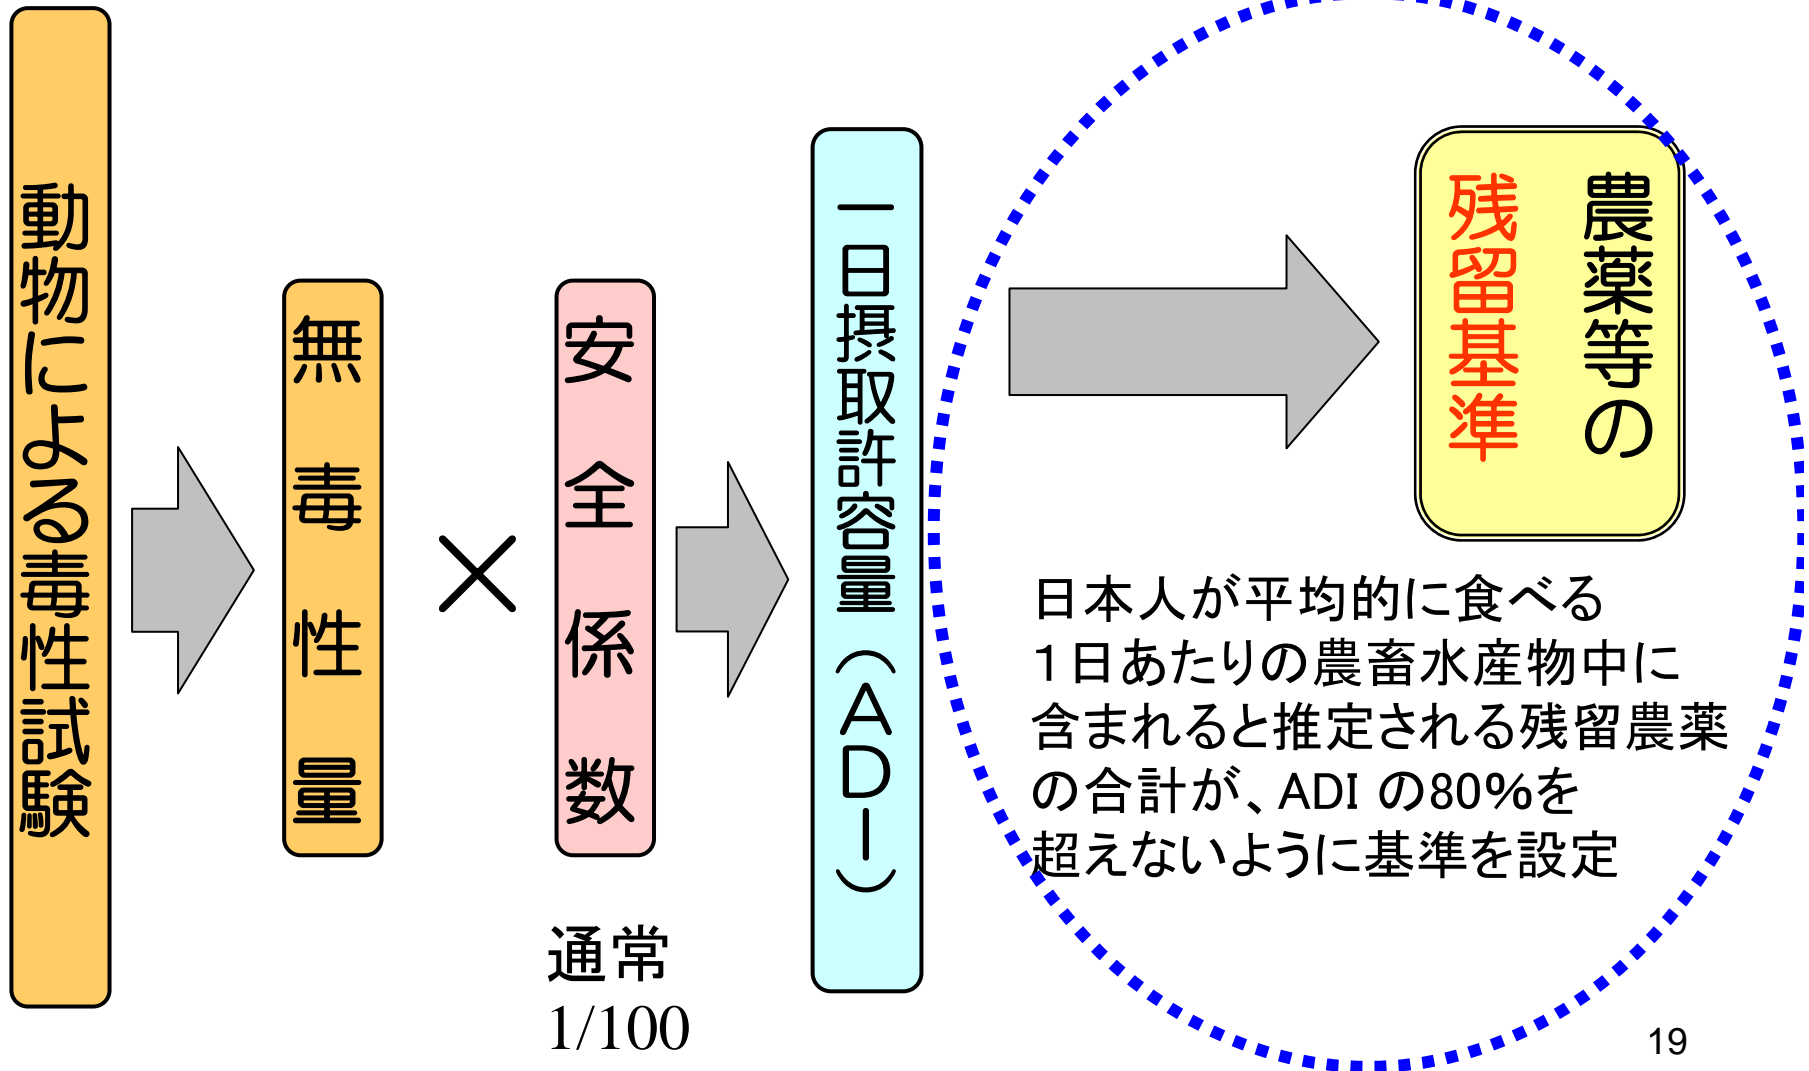 動物による毒性試験
無毒性量
×
安全係数
通常
1/100
一日摂取許容量(ADI)
農薬等の
残留基準
日本人が平均的に食べる
1日あたりの農畜水産物中に
含まれると推定される残留農薬
の合計が、ADI の80%を
超えないように基準を設定
19